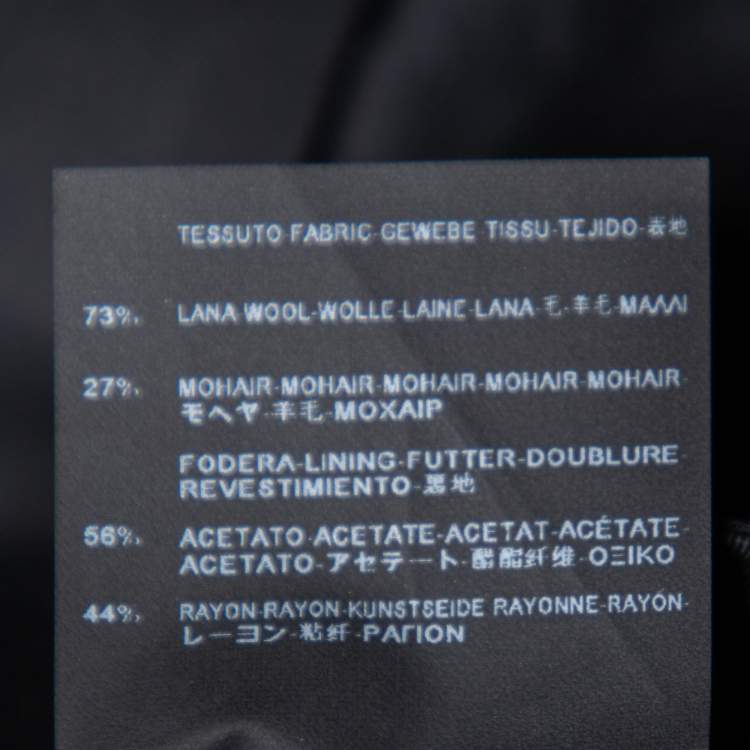 TESSUTO FABRIC-GEWEBE TISSU-TEJIDO-表地
73% LANA WOOL-WOLLE-LAINE-LANA-毛-羊毛-ΜΑΛΛΙ
27% MOHAIR-MOHAIR-MOHAIR-MOHAIR-MOHAIR-
モヘヤ-羊毛-MOXAIP
FODERA-LINING-FUTTER-DOUBLURE-
REVESTIMIENTO-裏地
56% ACETATO-ACETATE-ACETAT-ACÉTATE-
ACETATO-アセテート-醋酯纤维-ΟΞΙΚΟ
44% RAYON-RAYON-KUNSTSEIDE RAYONNE-RAYÓN-
レーヨン-粘纤-ΡΑΓΙΟΝ